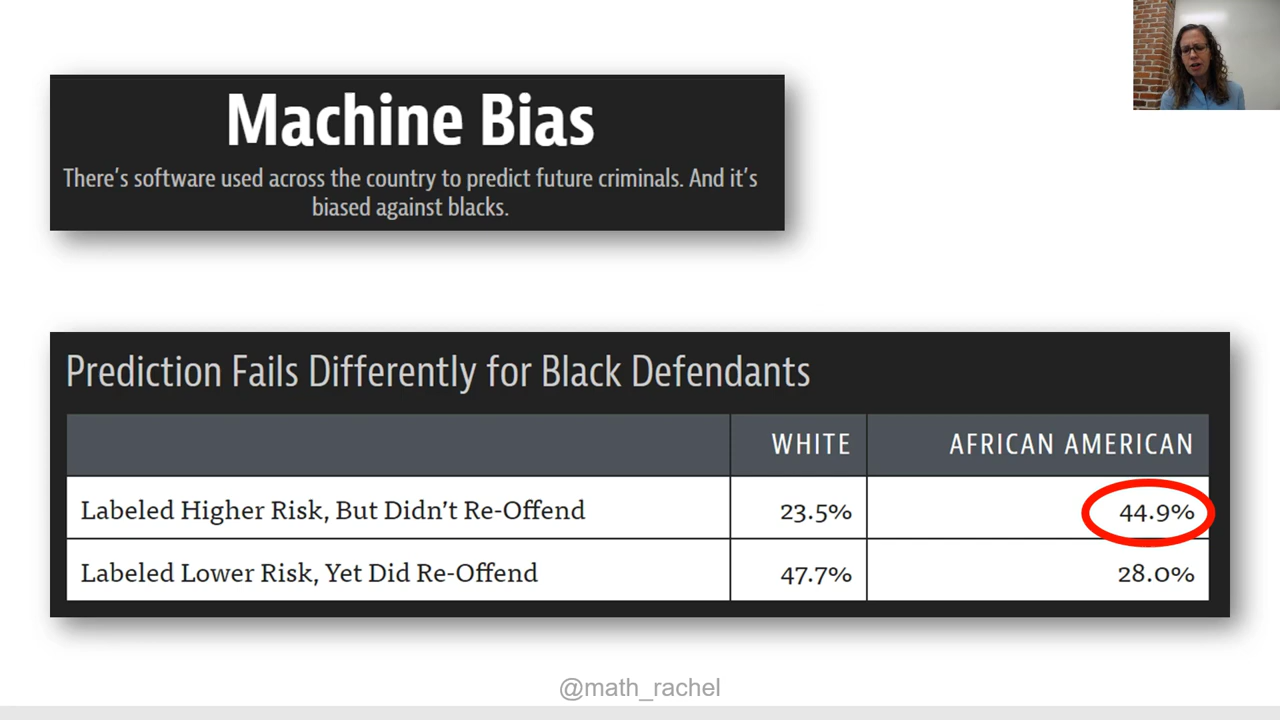 Machine Bias
There's software used across the country to predict future criminals. And it's
biased against blacks.
Prediction Fails Differently for Black Defendants
WHITE AFRICAN AMERICAN
Labeled Higher Risk, But Didn't Re-Offend 23.5% 44.9%
Labeled Lower Risk, Yet Did Re-Offend 47.7% 28.0%
@math_rachel